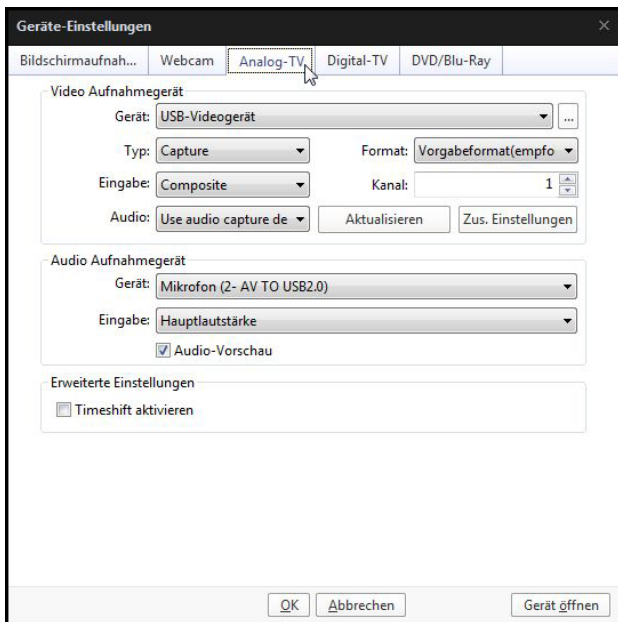 Geräte-Einstellungen
Bildschirmaufnah... Webcam Analog-TV Digital-TV DVD/Blu-Ray
Video Aufnahmegerät
Gerät: USB-Videogerät ...
Typ: Capture Format: Vorgabeformat(empfo
Eingabe: Composite Kanal: 1
Audio: Use audio capture de Aktualisieren Zus. Einstellungen
Audio Aufnahmegerät
Gerät: Mikrofon (2- AV TO USB2.0)
Eingabe: Hauptlautstärke
Audio-Vorschau
Erweiterte Einstellungen
Timeshift aktivieren
OK Abbrechen Gerät öffnen